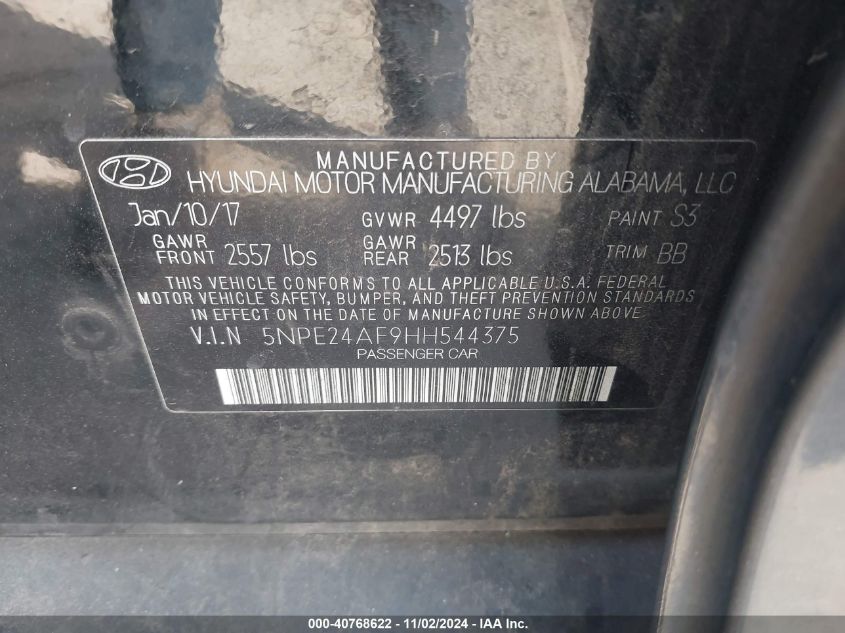 MANUFACTURED BY
HYUNDAI MOTOR MANUFACTURING ALABAMA, LLC
Jan/10/17 GVWR 4497 lbs PAINT S3
GAWR FRONT 2557 lbs GAWR REAR 2513 lbs TRIM BB
THIS VEHICLE CONFORMS TO ALL APPLICABLE U.S.A. FEDERAL
MOTOR VEHICLE SAFETY, BUMPER, AND THEFT PREVENTION STANDARDS
IN EFFECT ON THE DATE OF MANUFACTURE SHOWN ABOVE
V.I.N 5NPE24AF9HH544375
PASSENGER CAR
000-40768622 - 11/02/2024 - IAA Inc.